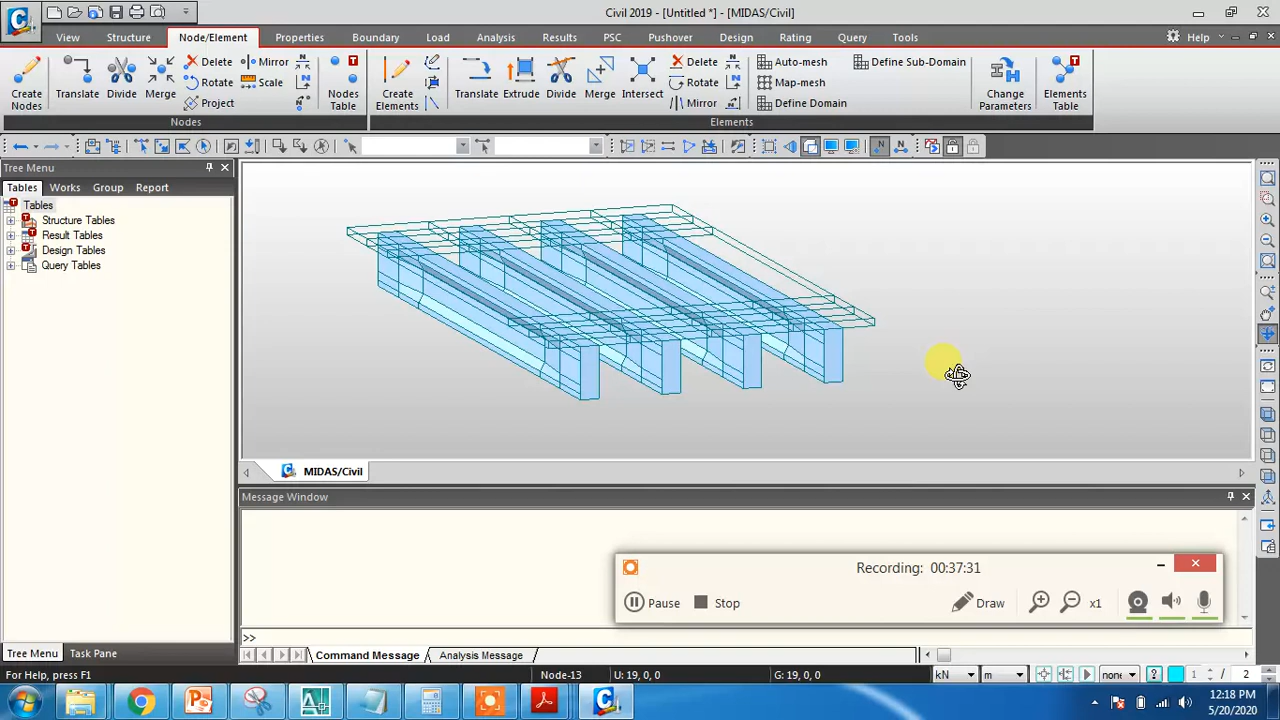 Civil 2019 - [Untitled *] - [MIDAS/Civil]
View Structure Node/Element Properties Boundary Load Analysis Results PSC Pushover Design Rating Query Tools Help
Create Nodes
Translate
Divide
Merge
Delete
Rotate
Project
Mirror
Scale
Nodes Table
Create Elements
Translate
Extrude
Divide
Merge
Intersect
Delete
Rotate
Mirror
Auto-mesh
Map-mesh
Define Domain
Define Sub-Domain
Change Parameters
Elements Table
Nodes
Elements
Tree Menu
Tables Works Group Report
Tables
Structure Tables
Result Tables
Design Tables
Query Tables
MIDAS/Civil
Message Window
Recording: 00:37:31
Pause Stop Draw x1
>>
Tree Menu Task Pane
Command Message Analysis Message
For Help, press F1
Node-13
U: 19, 0, 0
G: 19, 0, 0
kN
m
none
1 / 2
12:18 PM
5/20/2020